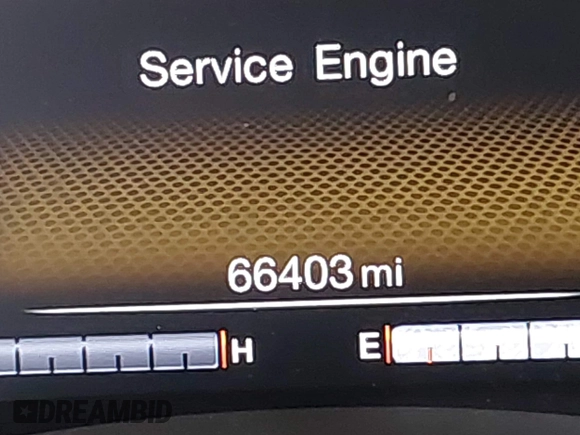 Service Engine
66403 mi
H E
DREAMBID